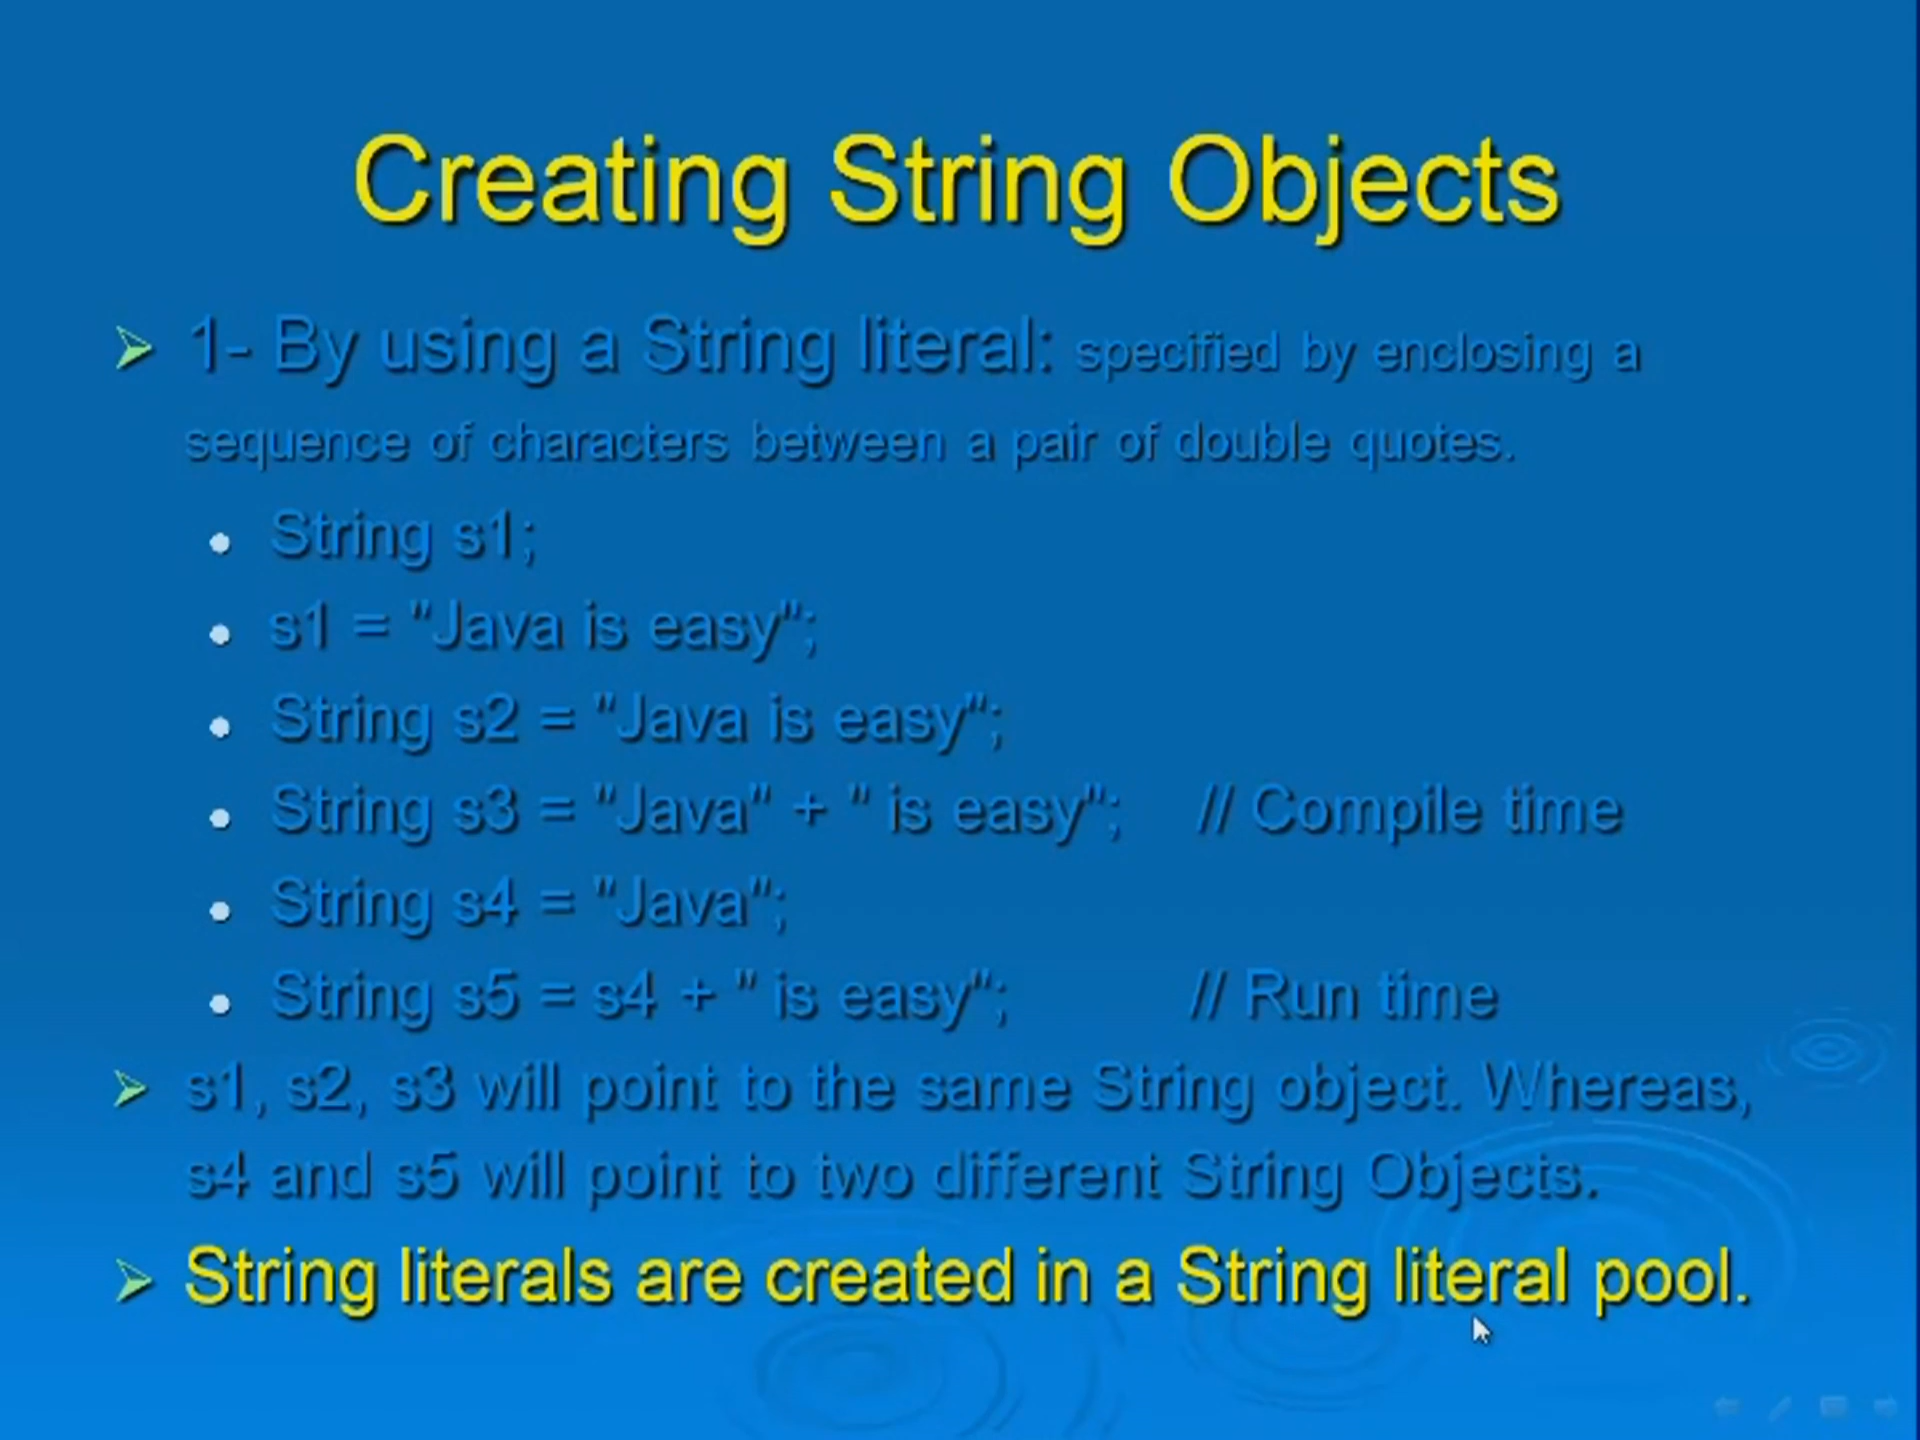 Creating String Objects
1- By using a String literal: specified by enclosing a
sequence of characters between a pair of double quotes.
String s1;
s1 = "Java is easy";
String s2 = "Java is easy";
String s3 = "Java" + " is easy"; // Compile time
String s4 = "Java";
String s5 = s4 + " is easy"; // Run time
s1, s2, s3 will point to the same String object. Whereas,
s4 and s5 will point to two different String Objects.
String literals are created in a String literal pool.